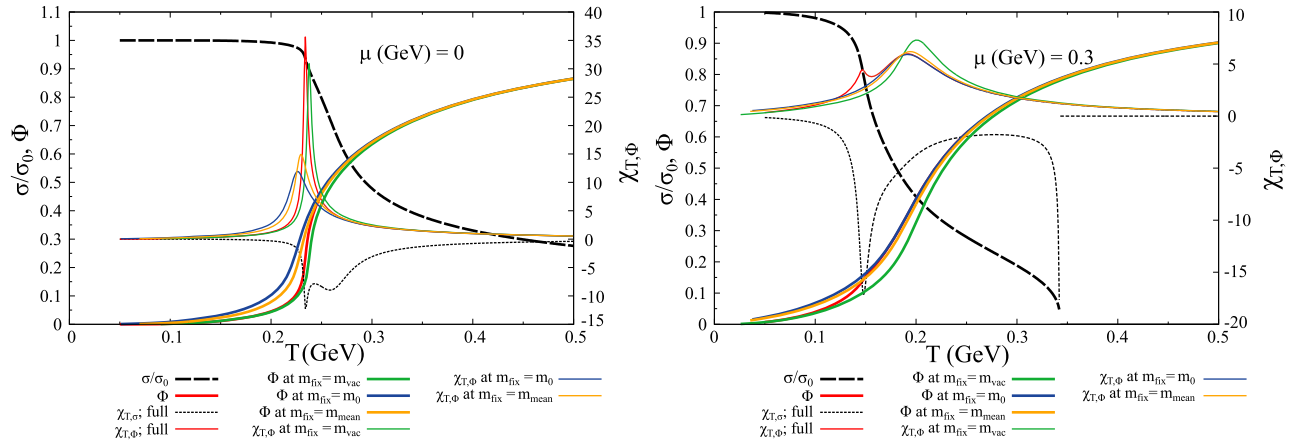 μ (GeV) = 0
σ/σ₀, Φ
1
0.9
0.8
0.7
0.6
0.5
0.4
0.3
0.2
0.1
0
0 0.1 0.2 0.3 0.4 0.5
T (GeV)
40
35
30
25
20
15
10
5
0
-5
-10
-15
χT,Φ
σ/σ₀
Φ
χT,σ; full
χT,Φ; full
Φ at mfix = mvac
Φ at mfix = m0
Φ at mfix = mmean
χT,Φ at mfix = mvac
χT,Φ at mfix = m0
χT,Φ at mfix = mmean
μ (GeV) = 0.3
σ/σ₀, Φ
1
0.9
0.8
0.7
0.6
0.5
0.4
0.3
0.2
0.1
0
0 0.1 0.2 0.3 0.4 0.5
T (GeV)
10
5
0
-5
-10
-15
-20
χT,Φ
σ/σ₀
Φ
χT,σ; full
χT,Φ; full
Φ at mfix = mvac
Φ at mfix = m0
Φ at mfix = mmean
χT,Φ at mfix = mvac
χT,Φ at mfix = m0
χT,Φ at mfix = mmean